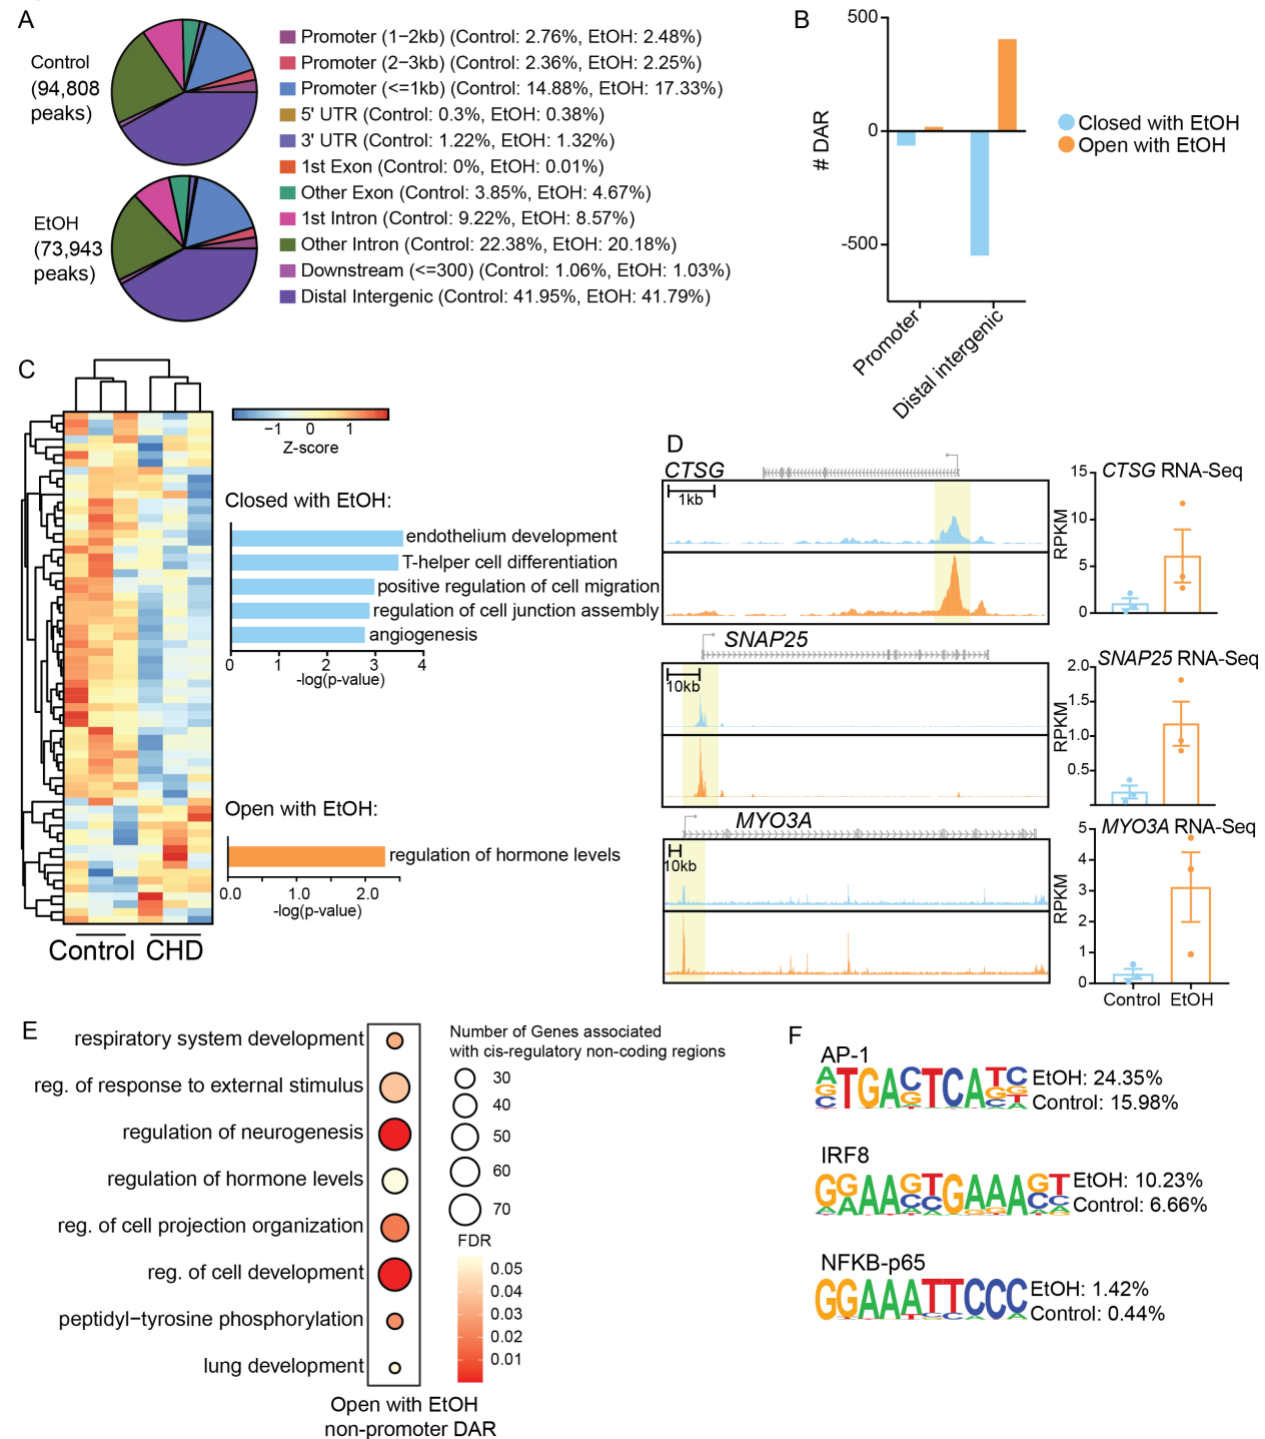 A
Control
(94,808
peaks)
EtOH
(73,943
peaks)
Promoter (1−2kb) (Control: 2.76%, EtOH: 2.48%)
Promoter (2−3kb) (Control: 2.36%, EtOH: 2.25%)
Promoter (<=1kb) (Control: 14.88%, EtOH: 17.33%)
5' UTR (Control: 0.3%, EtOH: 0.38%)
3' UTR (Control: 1.22%, EtOH: 1.32%)
1st Exon (Control: 0%, EtOH: 0.01%)
Other Exon (Control: 3.85%, EtOH: 4.67%)
1st Intron (Control: 9.22%, EtOH: 8.57%)
Other Intron (Control: 22.38%, EtOH: 20.18%)
Downstream (<=300) (Control: 1.06%, EtOH: 1.03%)
Distal Intergenic (Control: 41.95%, EtOH: 41.79%)
B
500
0
-500
# DAR
Promoter
Distal intergenic
Closed with EtOH
Open with EtOH
C
−1 0 1
Z-score
Closed with EtOH:
endothelium development
T-helper cell differentiation
positive regulation of cell migration
regulation of cell junction assembly
angiogenesis
0 1 2 3 4
-log(p-value)
Open with EtOH:
regulation of hormone levels
0.0 1.0 2.0
-log(p-value)
Control CHD
D
CTSG
1kb
CTSG RNA-Seq
15
10
5
0
RPKM
SNAP25
10kb
SNAP25 RNA-Seq
2.0
1.5
1.0
0.5
RPKM
MYO3A
10kb
MYO3A RNA-Seq
5
4
3
2
1
0
RPKM
Control EtOH
E
respiratory system development
reg. of response to external stimulus
regulation of neurogenesis
regulation of hormone levels
reg. of cell projection organization
reg. of cell development
peptidyl−tyrosine phosphorylation
lung development
Open with EtOH
non-promoter DAR
Number of Genes associated
with cis-regulatory non-coding regions
30
40
50
60
70
FDR
0.05
0.04
0.03
0.02
0.01
F
AP-1
ATGACTCATC
EtOH: 24.35%
Control: 15.98%
IRF8
GGAAGTGAAAGT
EtOH: 10.23%
Control: 6.66%
NFKB-p65
GGAAATTCCC
EtOH: 1.42%
Control: 0.44%